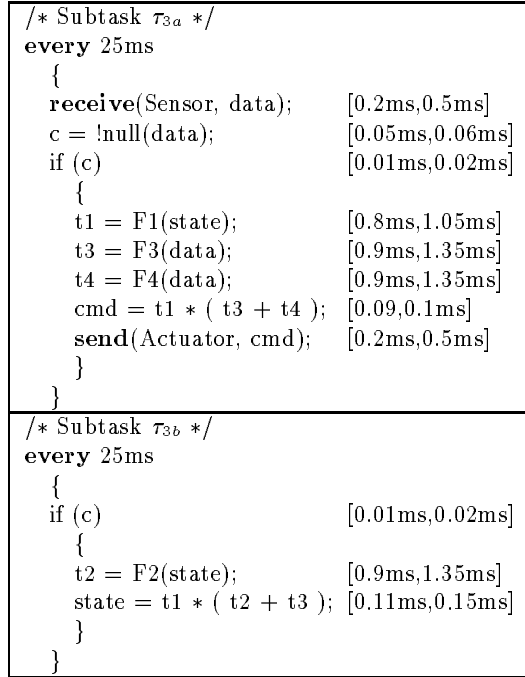 /* Subtask τ3a */
every 25ms
{
receive(Sensor, data); [0.2ms,0.5ms]
c = !null(data); [0.05ms,0.06ms]
if (c) [0.01ms,0.02ms]
{
t1 = F1(state); [0.8ms,1.05ms]
t3 = F3(data); [0.9ms,1.35ms]
t4 = F4(data); [0.9ms,1.35ms]
cmd = t1 * ( t3 + t4 ); [0.09,0.1ms]
send(Actuator, cmd); [0.2ms,0.5ms]
}
}
/* Subtask τ3b */
every 25ms
{
if (c) [0.01ms,0.02ms]
{
t2 = F2(state); [0.9ms,1.35ms]
state = t1 * ( t2 + t3 ); [0.11ms,0.15ms]
}
}